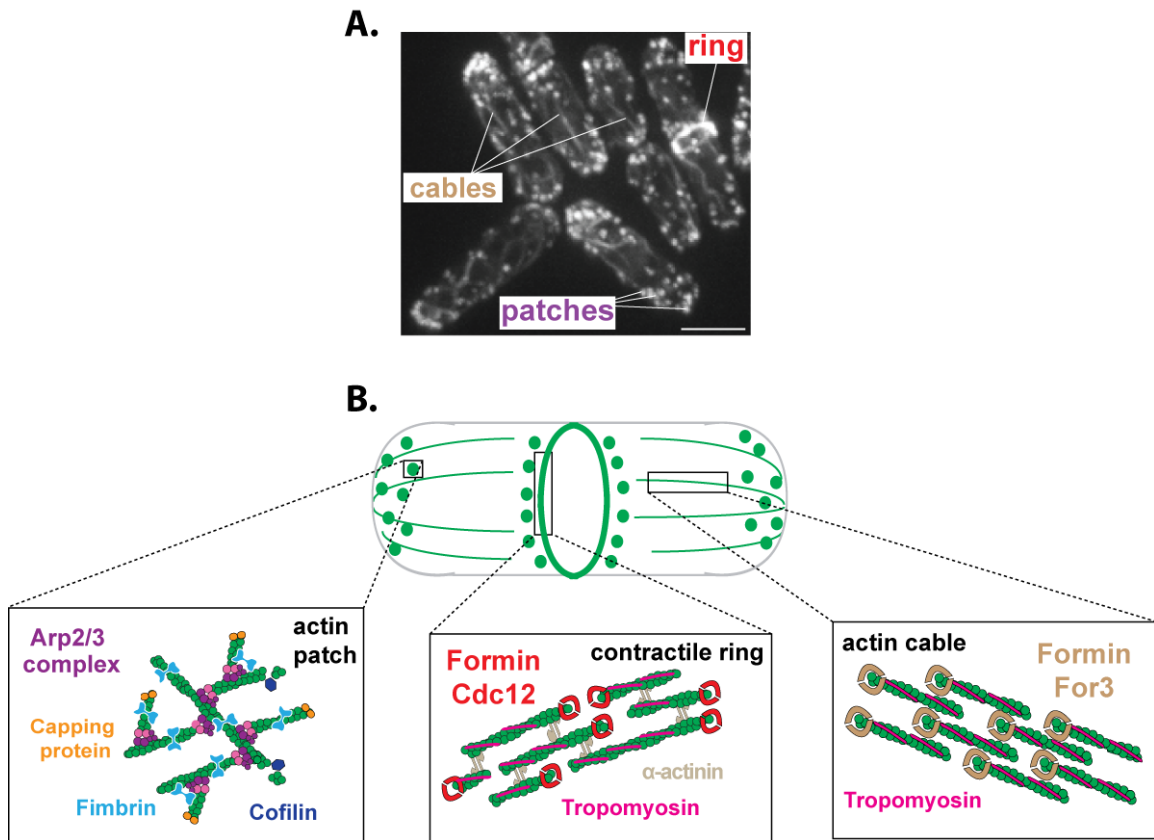 A.
ring
cables
patches
B.
Arp2/3
complex
actin
patch
Capping
protein
Fimbrin
Cofilin
Formin
Cdc12
contractile ring
α-actinin
Tropomyosin
actin cable
Formin
For3
Tropomyosin